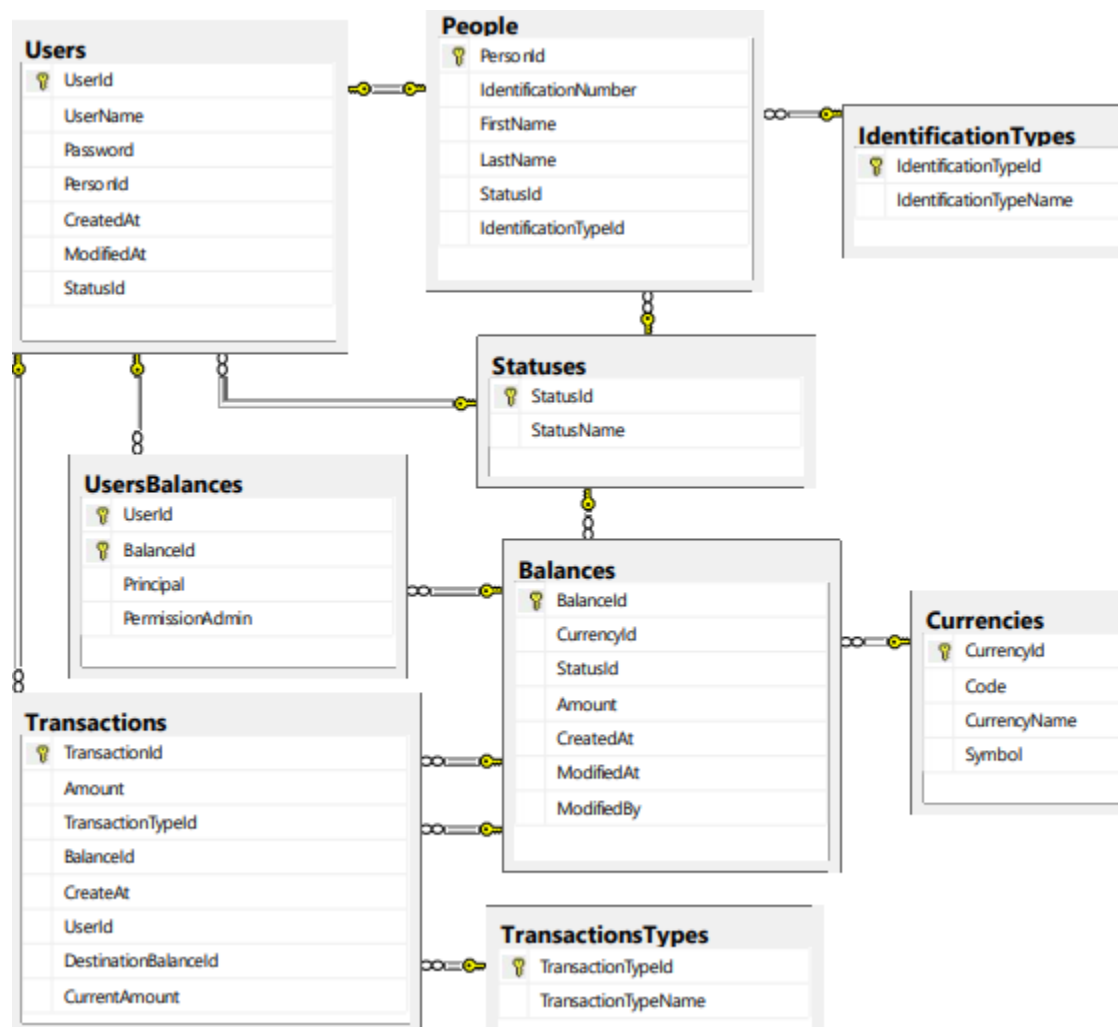 Users
UserId
UserName
Password
PersonId
CreatedAt
ModifiedAt
StatusId
People
PersonId
IdentificationNumber
FirstName
LastName
StatusId
IdentificationTypeId
IdentificationTypes
IdentificationTypeId
IdentificationTypeName
Statuses
StatusId
StatusName
UsersBalances
UserId
BalanceId
Principal
PermissionAdmin
Balances
BalanceId
CurrencyId
StatusId
Amount
CreatedAt
ModifiedAt
ModifiedBy
Currencies
CurrencyId
Code
CurrencyName
Symbol
Transactions
TransactionId
Amount
TransactionTypeId
BalanceId
CreateAt
UserId
DestinationBalanceId
CurrentAmount
TransactionsTypes
TransactionTypeId
TransactionTypeName